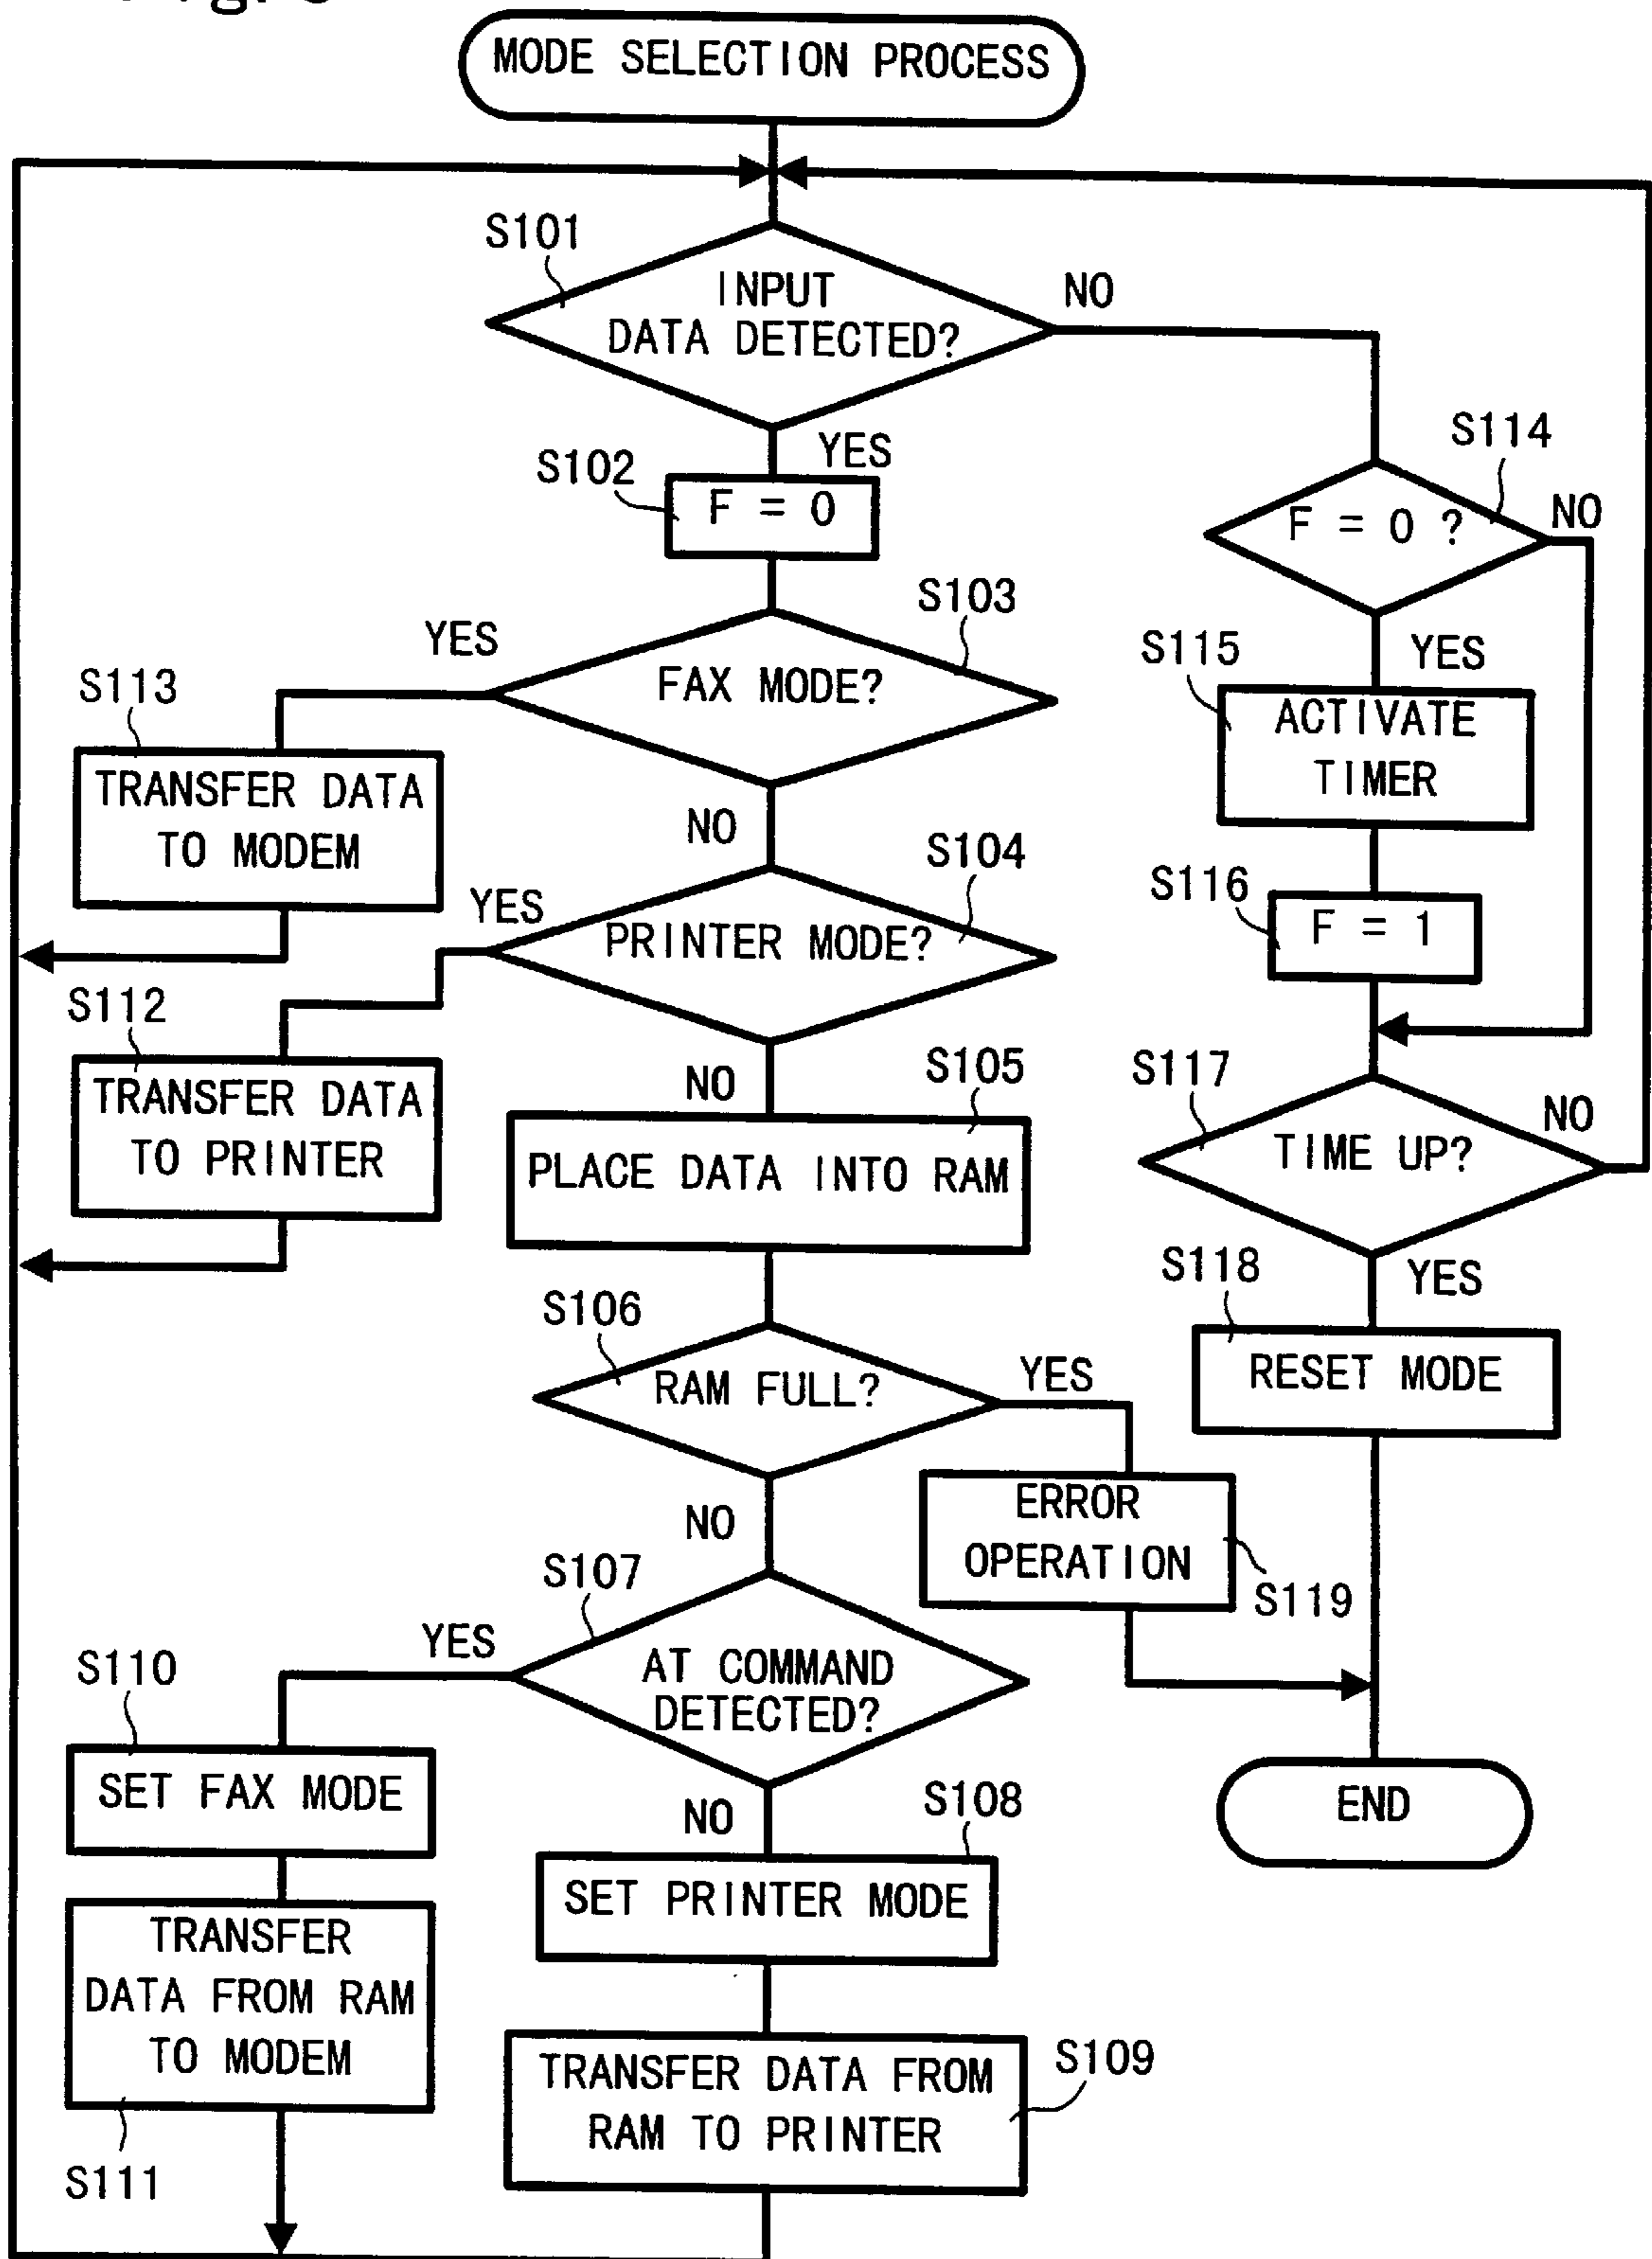 MODE SELECTION PROCESS
S101
INPUT
DATA DETECTED?
NO
YES
S102
F = 0
S114
F = 0 ?
NO
S103
YES
FAX MODE?
S115
YES
S113
ACTIVATE
TIMER
TRANSFER DATA
TO MODEM
NO
S104
YES
PRINTER MODE?
S116
F = 1
S112
TRANSFER DATA
TO PRINTER
NO
S105
PLACE DATA INTO RAM
S117
TIME UP?
NO
S118
YES
RESET MODE
S106
RAM FULL?
YES
ERROR
OPERATION
S119
NO
S107
YES
AT COMMAND
DETECTED?
S110
SET FAX MODE
NO
S108
END
SET PRINTER MODE
TRANSFER
DATA FROM RAM
TO MODEM
S111
TRANSFER DATA FROM
RAM TO PRINTER
S109